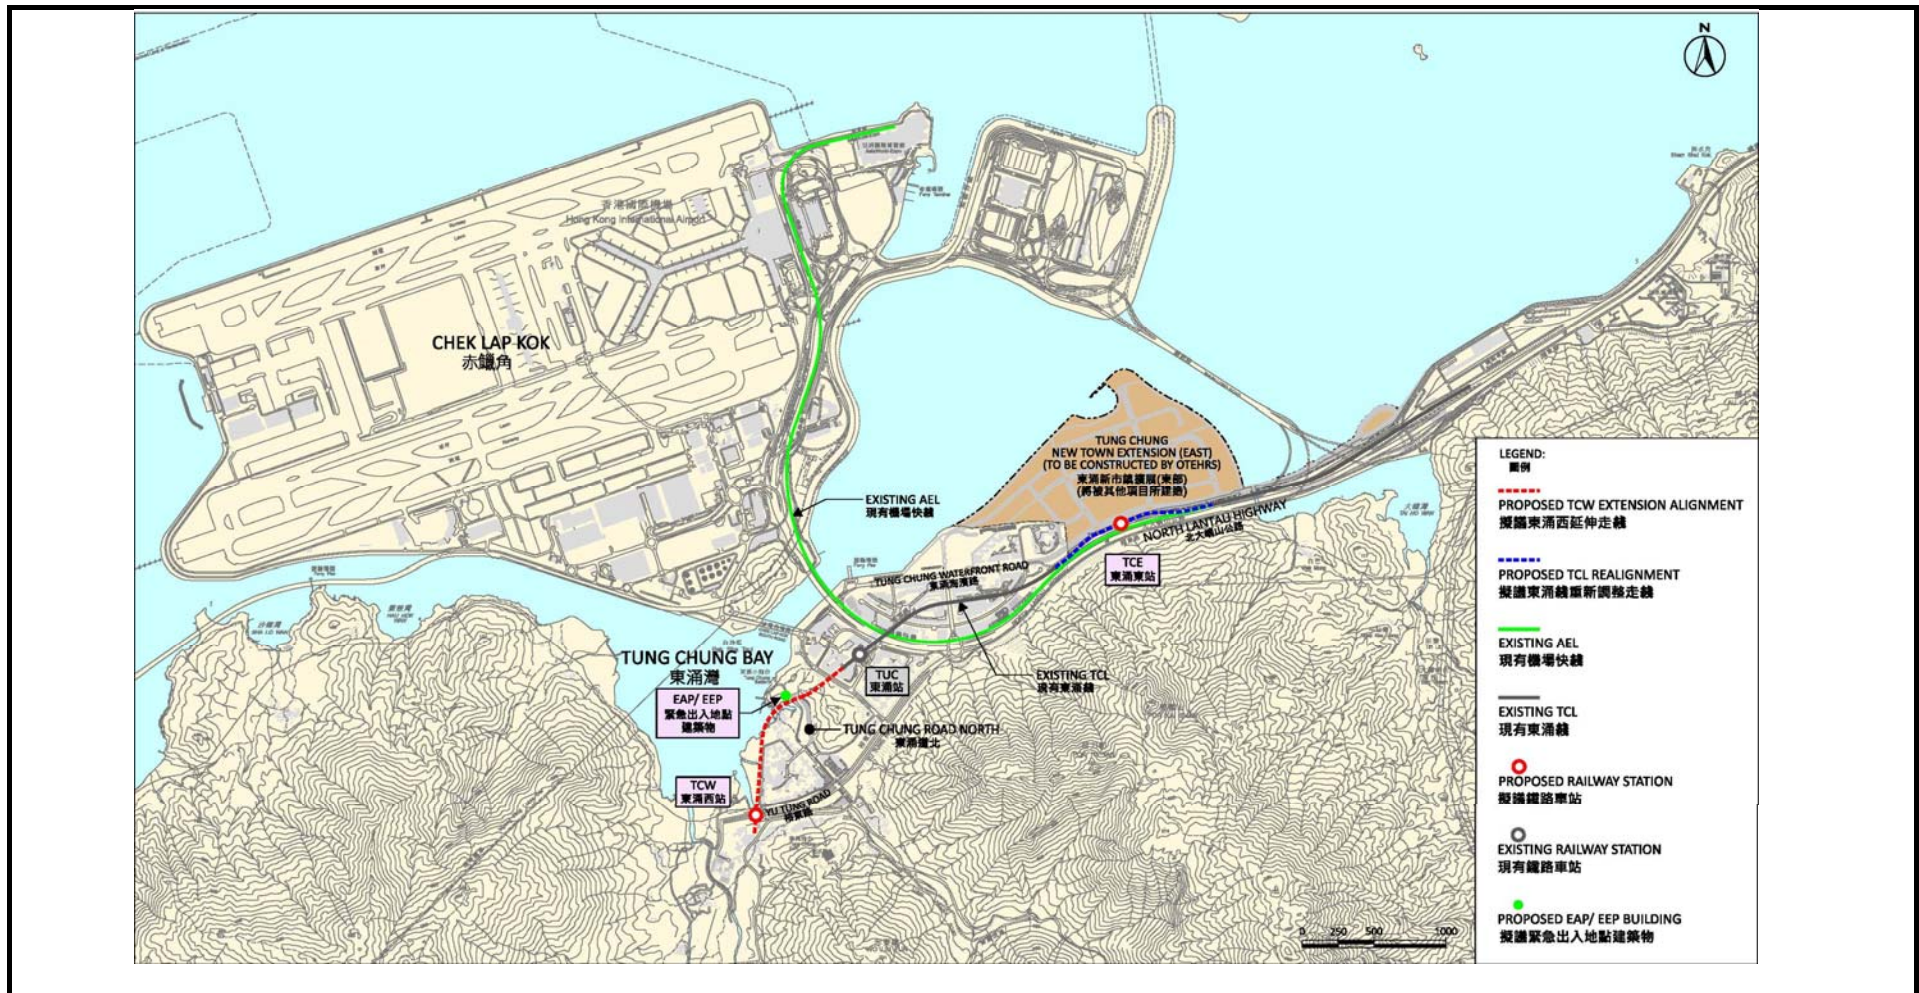 N
香港國際機場
Hong Kong International Airport
CHEK LAP KOK
赤鱲角
TUNG CHUNG
NEW TOWN EXTENSION (EAST)
(TO BE CONSTRUCTED BY OTEHRS)
東涌新市鎮擴展(東部)
(將被其他項目所建造)
EXISTING AEL
現有機場快綫
NORTH LANTAU HIGHWAY
北大嶼山公路
TCE
東涌東站
TUNG CHUNG WATERFRONT ROAD
東涌海濱路
TUNG CHUNG BAY
東涌灣
TUC
東涌站
EXISTING TCL
現有東涌綫
EAP/ EEP
緊急出入地點
建築物
TUNG CHUNG ROAD NORTH
東涌道北
TCW
東涌西站
YU TUNG ROAD
裕東路
LEGEND:
圖例
PROPOSED TCW EXTENSION ALIGNMENT
擬議東涌西延伸走綫
PROPOSED TCL REALIGNMENT
擬議東涌綫重新調整走綫
EXISTING AEL
現有機場快綫
EXISTING TCL
現有東涌綫
PROPOSED RAILWAY STATION
擬議鐵路車站
EXISTING RAILWAY STATION
現有鐵路車站
PROPOSED EAP/ EEP BUILDING
擬議緊急出入地點建築物
0 250 500 1000